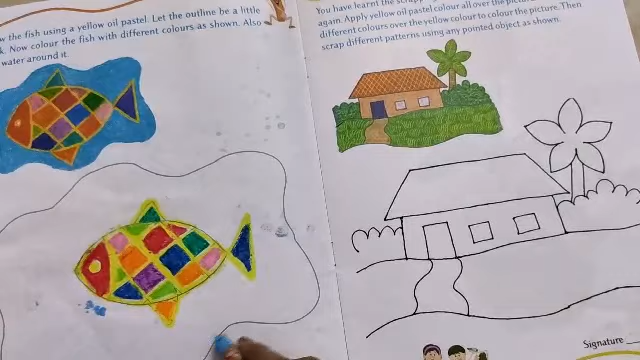 w the fish using a yellow oil pastel. Let the outline be a little
k. Now colour the fish with different colours as shown. Also
water around it.
You have learnt the
again. Apply yellow oil pastel colour all over the
different colours over the yellow colour to colour the picture. Then
scrap different patterns using any pointed object as shown.
Signature